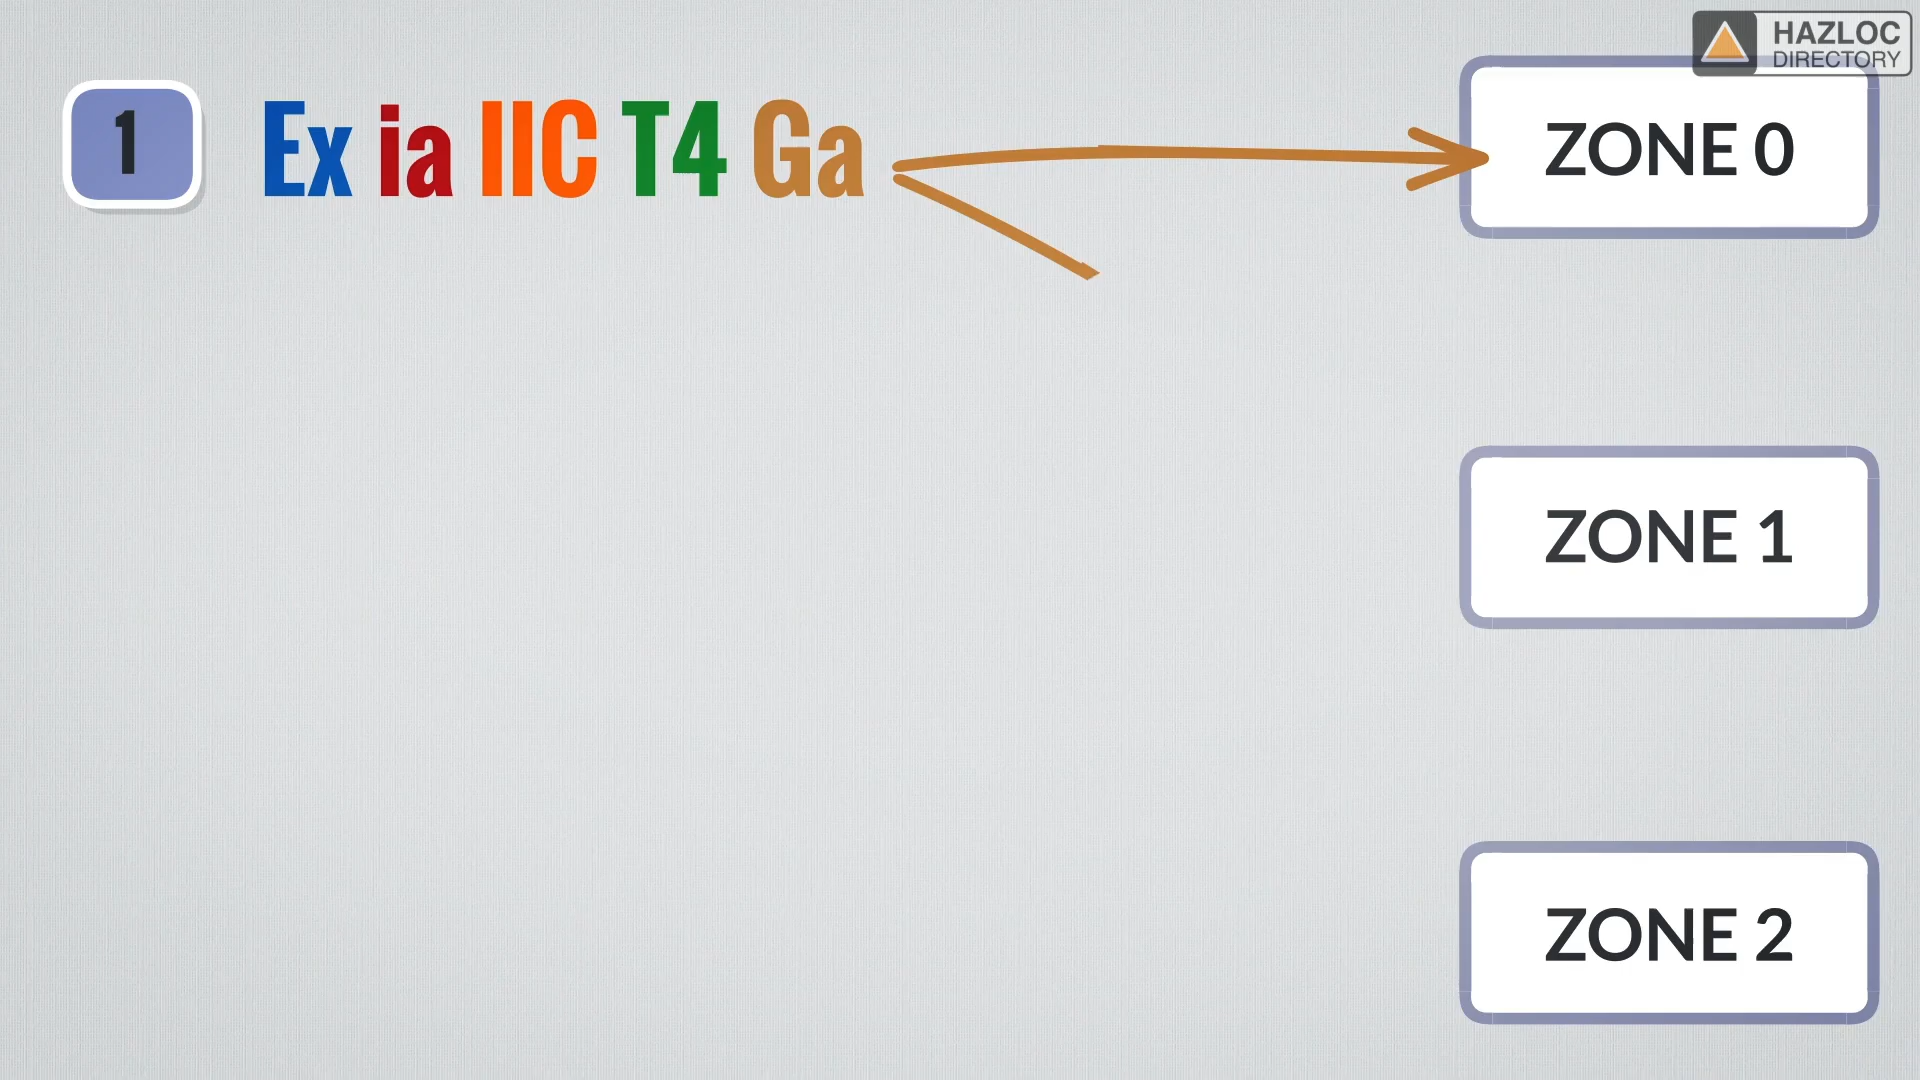 HAZLOC
DIRECTORY
1 Ex ia IIC T4 Ga
ZONE 0
ZONE 1
ZONE 2